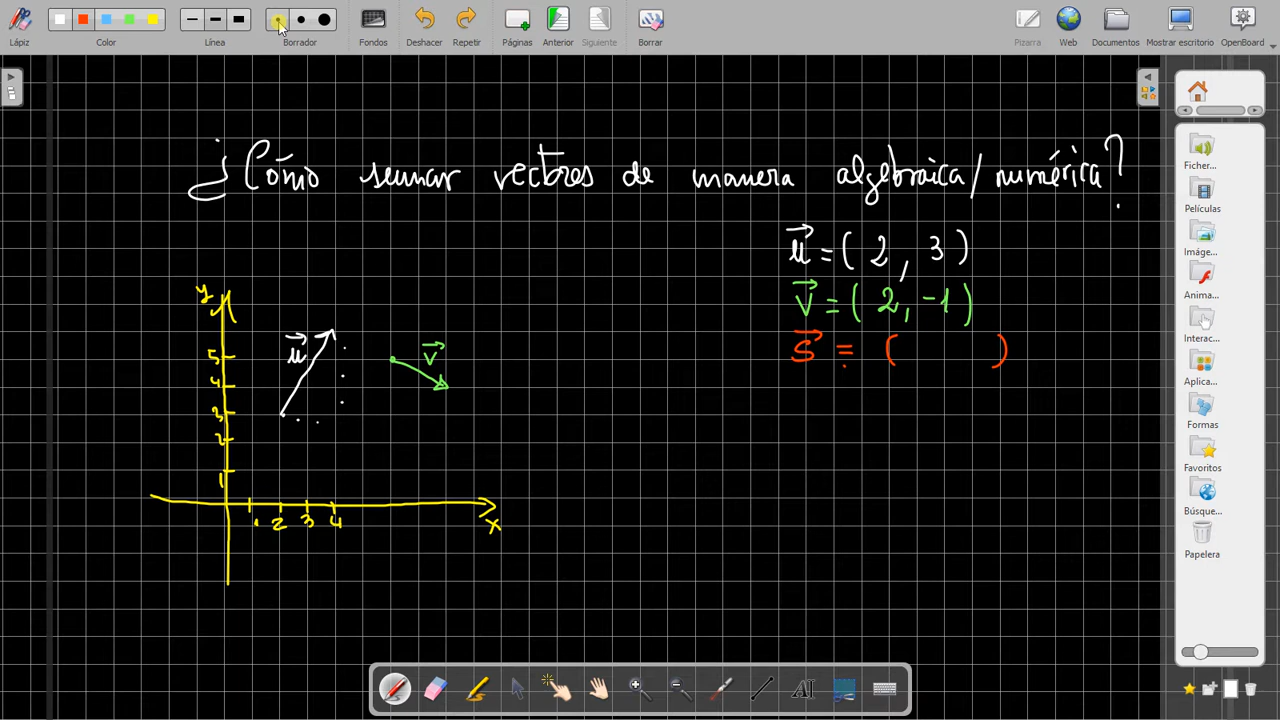 Lápiz Color Línea Borrador Fondos Deshacer Repetir Páginas Anterior Siguiente Borrar Pizarra Web Documentos Mostrar escritorio OpenBoard
¿Cómo sumar vectores de manera algebraica/numérica?
u⃗ = ( 2 , 3 )
v⃗ = ( 2, -1 )
s⃗ = ( )
y
u⃗
v⃗
5
4
3
2
1
2 3 4
x
Ficher...
Películas
Imáge...
Anima...
Interac...
Aplica...
Formas
Favoritos
Búsque...
Papelera
AI